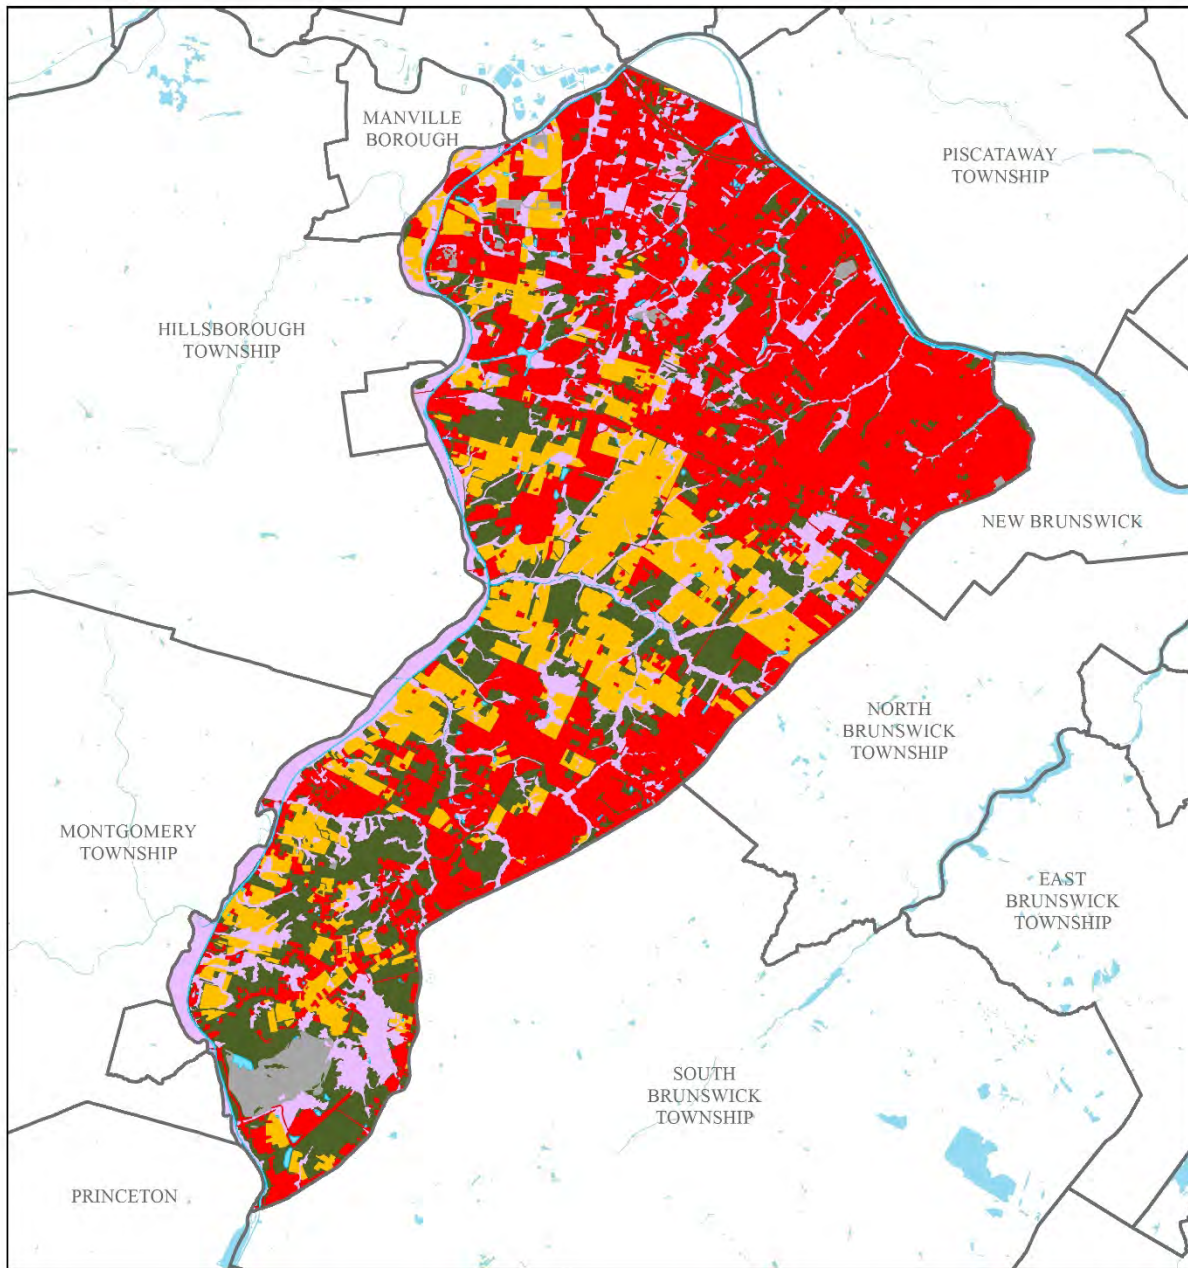 MANVILLE
BOROUGH
PISCATAWAY
TOWNSHIP
HILLSBOROUGH
TOWNSHIP
NEW BRUNSWICK
NORTH
BRUNSWICK
TOWNSHIP
MONTGOMERY
TOWNSHIP
EAST
BRUNSWICK
TOWNSHIP
SOUTH
BRUNSWICK
TOWNSHIP
PRINCETON